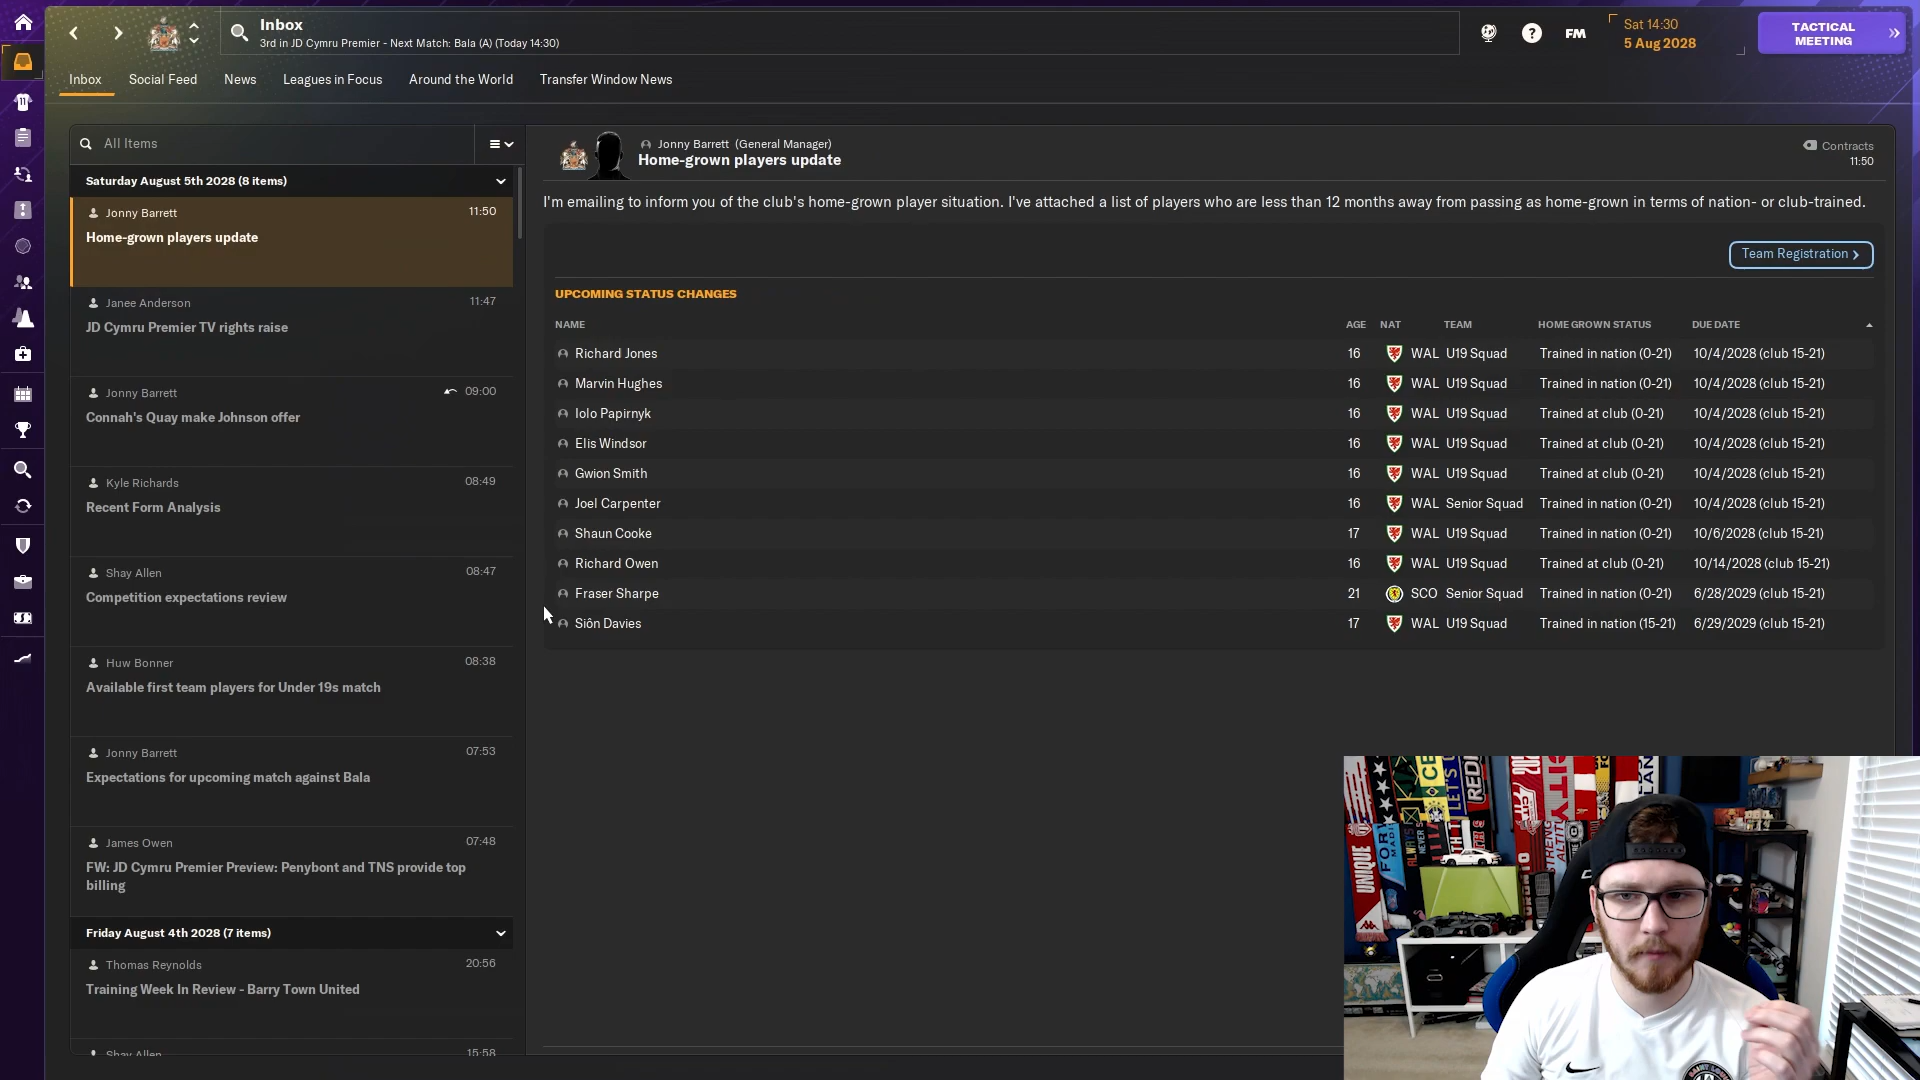 Inbox
3rd in JD Cymru Premier - Next Match: Bala (A) (Today 14:30)
FM
Sat 14:30
5 Aug 2028
TACTICAL
MEETING
Inbox
Social Feed
News
Leagues in Focus
Around the World
Transfer Window News
All Items
Saturday August 5th 2028 (8 items)
Jonny Barrett 11:50
Home-grown players update
Janee Anderson 11:47
JD Cymru Premier TV rights raise
Jonny Barrett 09:00
Connah's Quay make Johnson offer
Kyle Richards 08:49
Recent Form Analysis
Shay Allen 08:47
Competition expectations review
Huw Bonner 08:38
Available first team players for Under 19s match
Jonny Barrett 07:53
Expectations for upcoming match against Bala
James Owen 07:48
FW: JD Cymru Premier Preview: Penybont and TNS provide top
billing
Friday August 4th 2028 (7 items)
Thomas Reynolds 20:56
Training Week In Review - Barry Town United
Shay Allen 15:58
Jonny Barrett (General Manager)
Home-grown players update
Contracts
11:50
I'm emailing to inform you of the club's home-grown player situation. I've attached a list of players who are less than 12 months away from passing as home-grown in terms of nation- or club-trained.
Team Registration
UPCOMING STATUS CHANGES
NAME AGE NAT TEAM HOME GROWN STATUS DUE DATE
Richard Jones 16 WAL U19 Squad Trained in nation (0-21) 10/4/2028 (club 15-21)
Marvin Hughes 16 WAL U19 Squad Trained in nation (0-21) 10/4/2028 (club 15-21)
Iolo Papirnyk 16 WAL U19 Squad Trained at club (0-21) 10/4/2028 (club 15-21)
Elis Windsor 16 WAL U19 Squad Trained at club (0-21) 10/4/2028 (club 15-21)
Gwion Smith 16 WAL U19 Squad Trained at club (0-21) 10/4/2028 (club 15-21)
Joel Carpenter 16 WAL Senior Squad Trained in nation (0-21) 10/4/2028 (club 15-21)
Shaun Cooke 17 WAL U19 Squad Trained in nation (0-21) 10/6/2028 (club 15-21)
Richard Owen 16 WAL U19 Squad Trained at club (0-21) 10/14/2028 (club 15-21)
Fraser Sharpe 21 SCO Senior Squad Trained in nation (0-21) 6/28/2029 (club 15-21)
Siôn Davies 17 WAL U19 Squad Trained in nation (15-21) 6/29/2029 (club 15-21)
UNIQUE
CITY